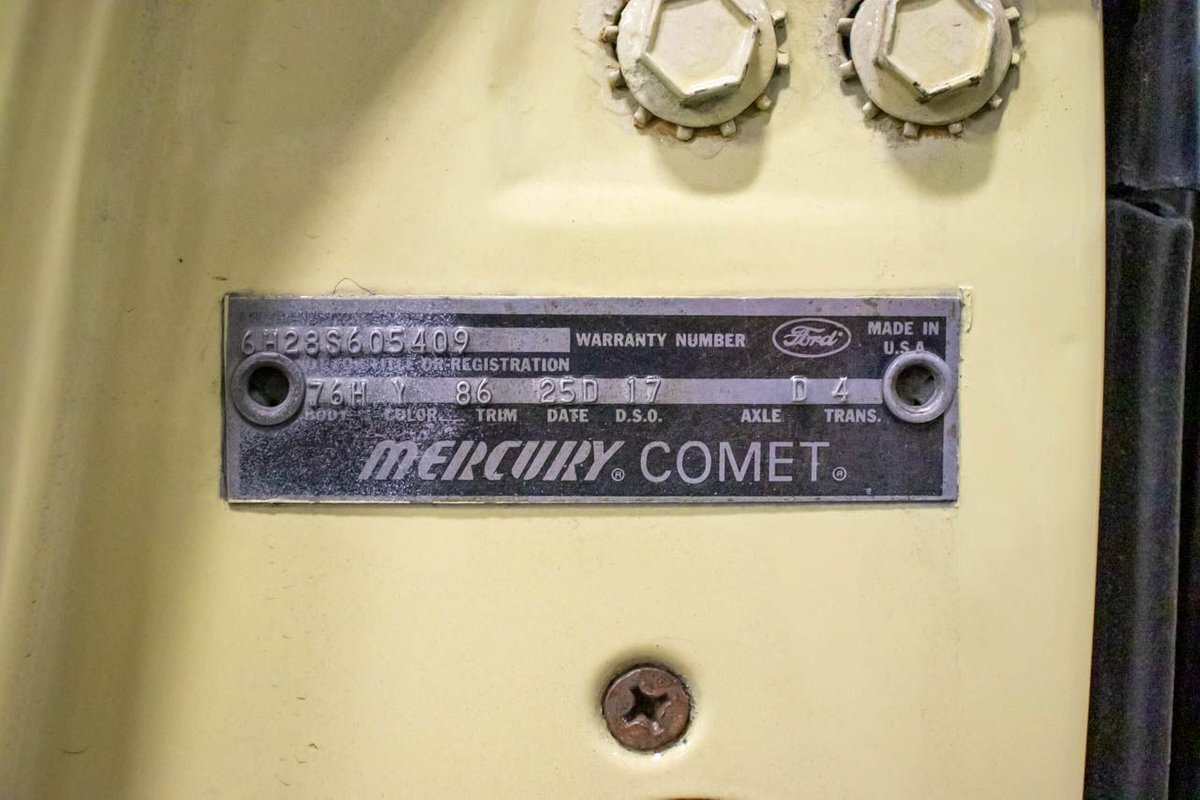 6H28S605409 WARRANTY NUMBER Ford® MADE IN
U.S.A.
OR REGISTRATION
76H Y 86 25D 17 D 4
BODY COLOR TRIM DATE D.S.O. AXLE TRANS.
MERCURY® COMET®